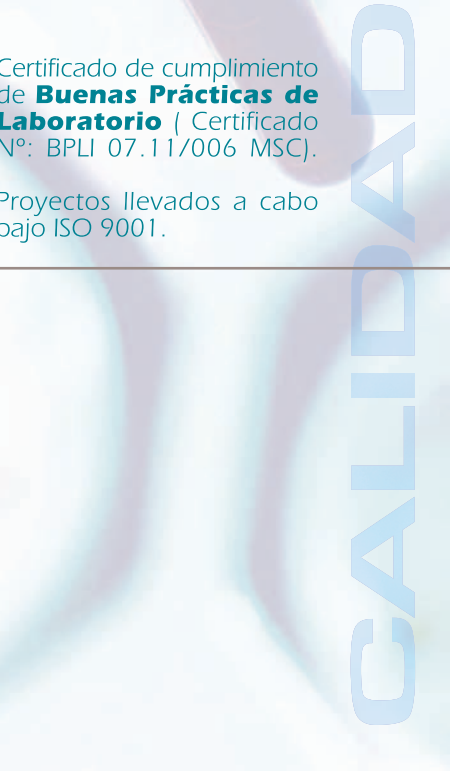 Certificado de cumplimiento
de Buenas Prácticas de
Laboratorio ( Certificado
Nº: BPLI 07.11/006 MSC).
Proyectos llevados a cabo
bajo ISO 9001.
CALIDAD